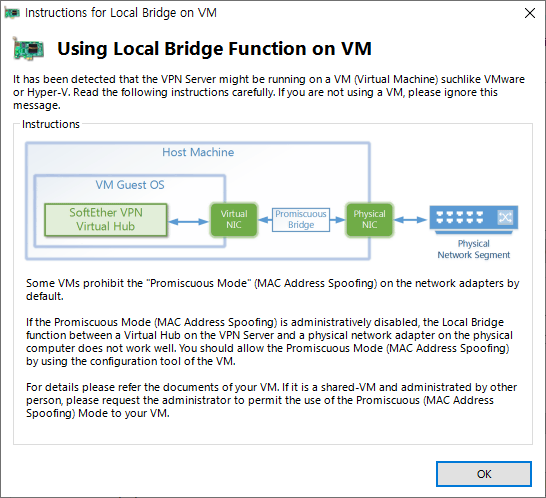 Instructions for Local Bridge on VM
Using Local Bridge Function on VM
It has been detected that the VPN Server might be running on a VM (Virtual Machine) suchlike VMware
or Hyper-V. Read the following instructions carefully. If you are not using a VM, please ignore this
message.
Instructions
Host Machine
VM Guest OS
SoftEther VPN
Virtual Hub
Virtual
NIC
Promiscuous
Bridge
Physical
NIC
Physical
Network Segment
Some VMs prohibit the "Promiscuous Mode" (MAC Address Spoofing) on the network adapters by
default.
If the Promiscuous Mode (MAC Address Spoofing) is administratively disabled, the Local Bridge
function between a Virtual Hub on the VPN Server and a physical network adapter on the physical
computer does not work well. You should allow the Promiscuous Mode (MAC Address Spoofing)
by using the configuration tool of the VM.
For details please refer the documents of your VM. If it is a shared-VM and administrated by other
person, please request the administrator to permit the use of the Promiscuous (MAC Address
Spoofing) Mode to your VM.
OK